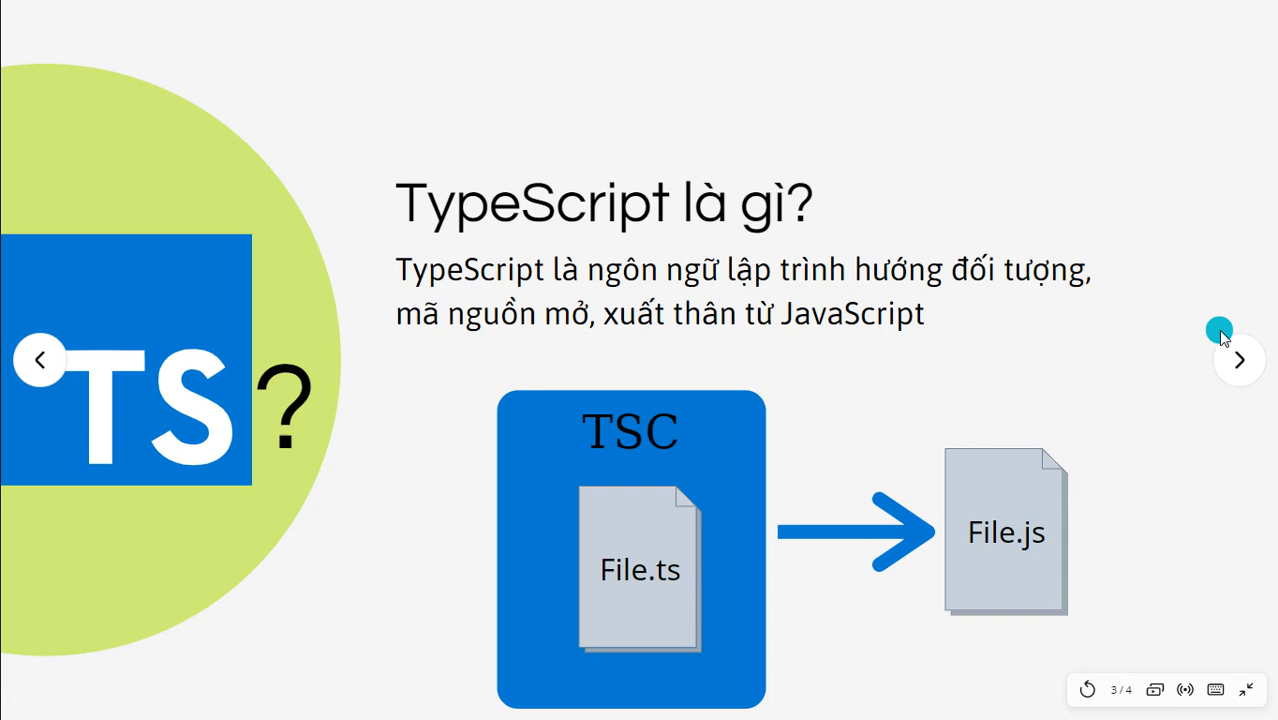 TypeScript là gì?
TypeScript là ngôn ngữ lập trình hướng đối tượng,
mã nguồn mở, xuất thân từ JavaScript
TS?
TSC
File.ts
File.js
3 / 4